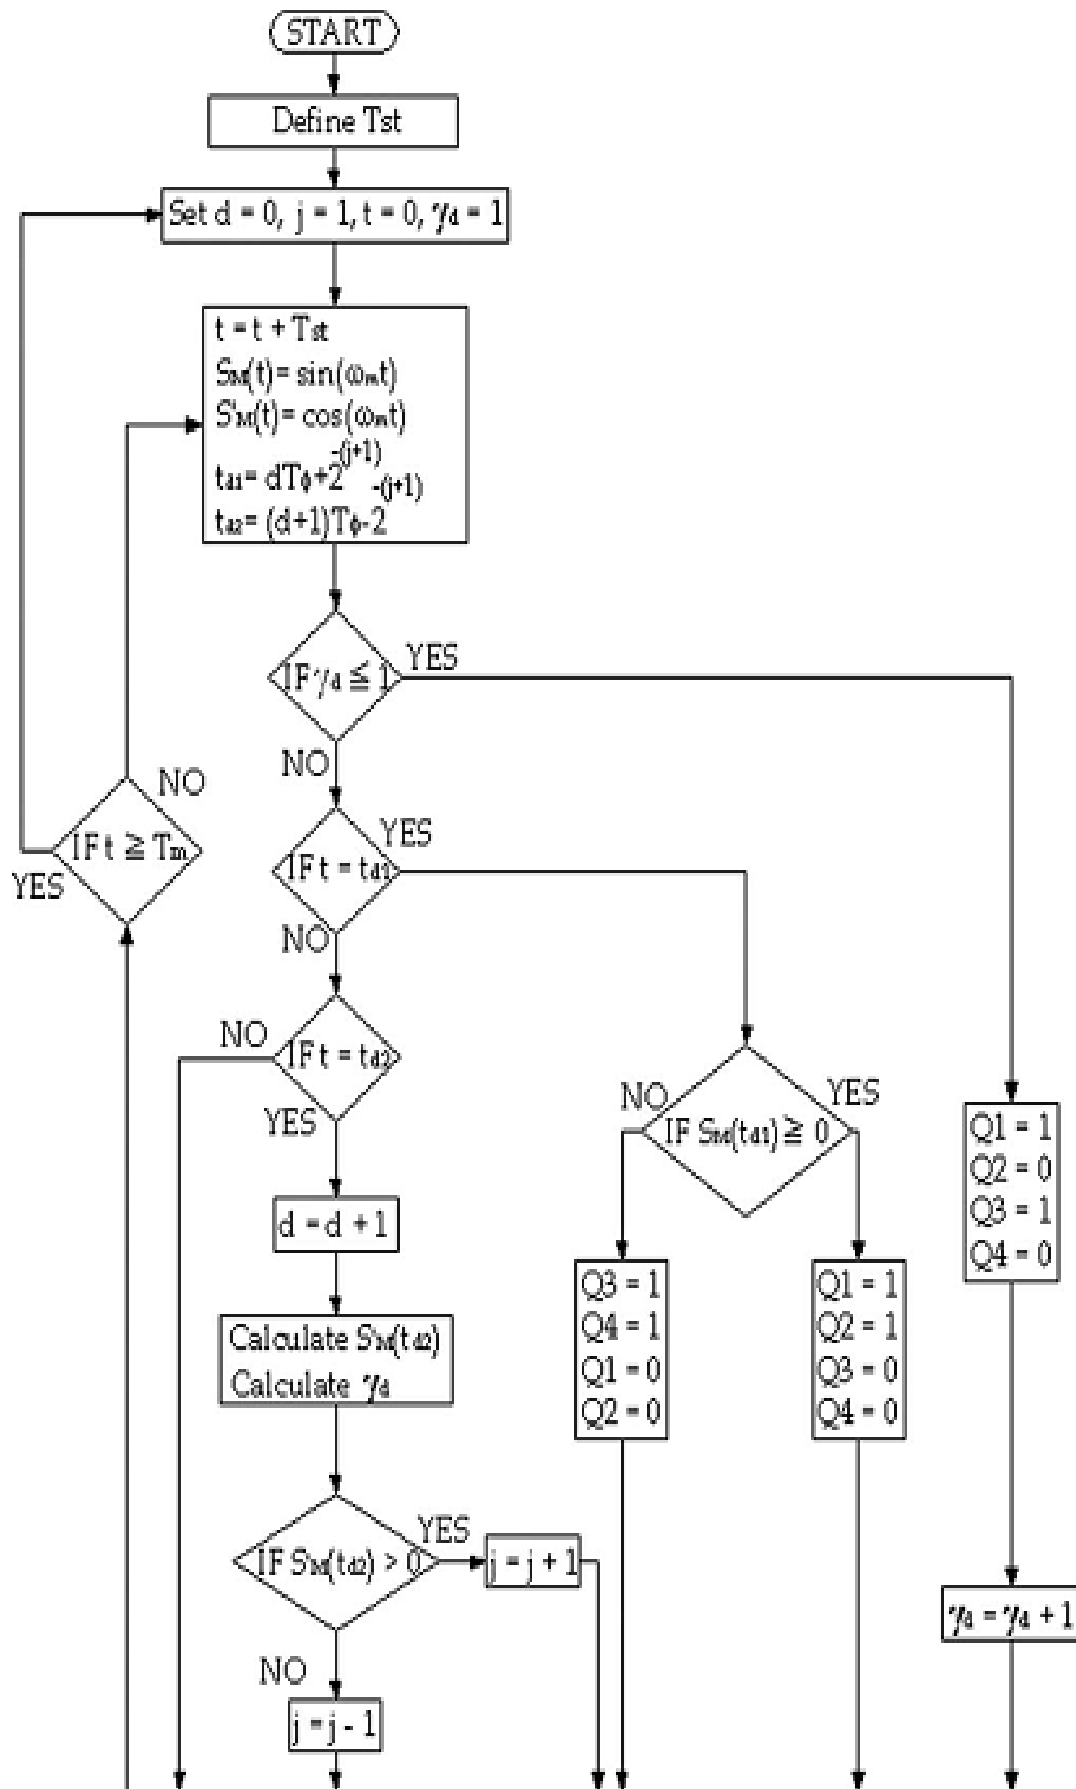 START
Define Tst
Set d = 0, j = 1, t = 0, γd = 1
t = t + Tst
SM(t) = sin(ωmt)
S'M(t) = cos(ωmt)
td1 = dTϕ+2-(j+1)
td2 = (d+1)Tϕ-2-(j+1)
IF γd ≦ 1
YES
NO
IF t ≧ Tm
NO
YES
IF t = td1
YES
NO
IF t = td2
NO
YES
IF SM(td1) ≧ 0
NO
YES
Q1 = 1
Q2 = 0
Q3 = 1
Q4 = 0
d = d + 1
Q3 = 1
Q4 = 1
Q1 = 0
Q2 = 0
Q1 = 1
Q2 = 1
Q3 = 0
Q4 = 0
Calculate S'M(td2)
Calculate γd
IF S'M(td2) > 0
YES
j = j + 1
NO
j = j - 1
γd = γd + 1